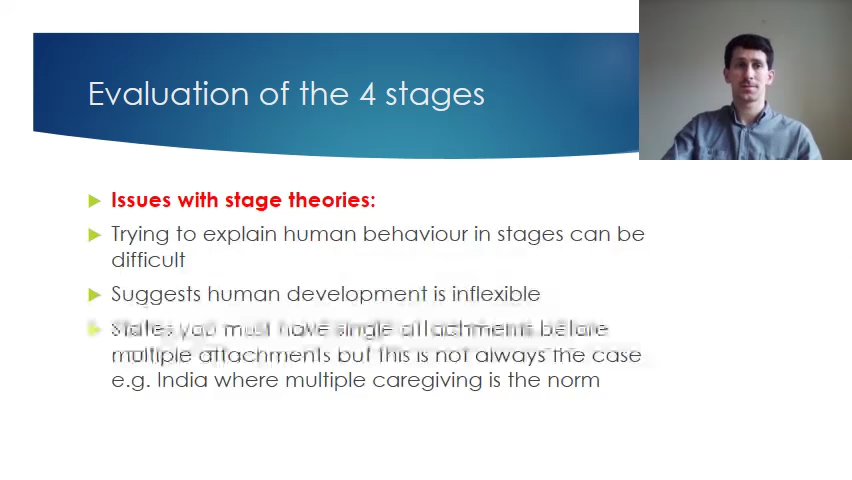 Evaluation of the 4 stages
Issues with stage theories:
Trying to explain human behaviour in stages can be
difficult
Suggests human development is inflexible
States you must have single attachments before
multiple attachments but this is not always the case
e.g. India where multiple caregiving is the norm